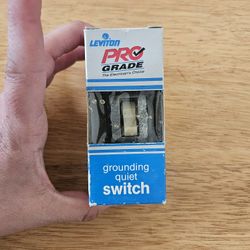 LEVITON
PRO
GRADE
The Electrician's Choice
grounding
quiet
switch